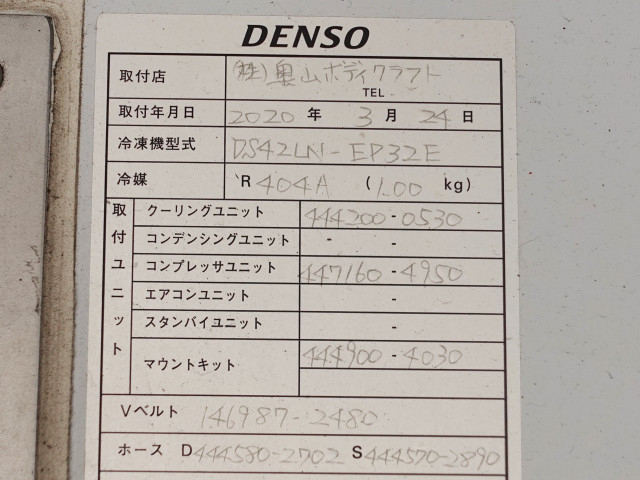 DENSO
取付店 (株)奥山ボディクラフト
TEL
取付年月日 2020 年 3 月 24 日
冷凍機型式 DS42LN-EP32E
冷媒 R 404A (1.00 kg)
取付ユニット
クーリングユニット 444200-0530
コンデンシングユニット - -
コンプレッサユニット 447160-4950
エアコンユニット -
スタンバイユニット -
マウントキット 444900-4030
Vベルト 146987-2480
ホース D444580-2702 S444570-2890